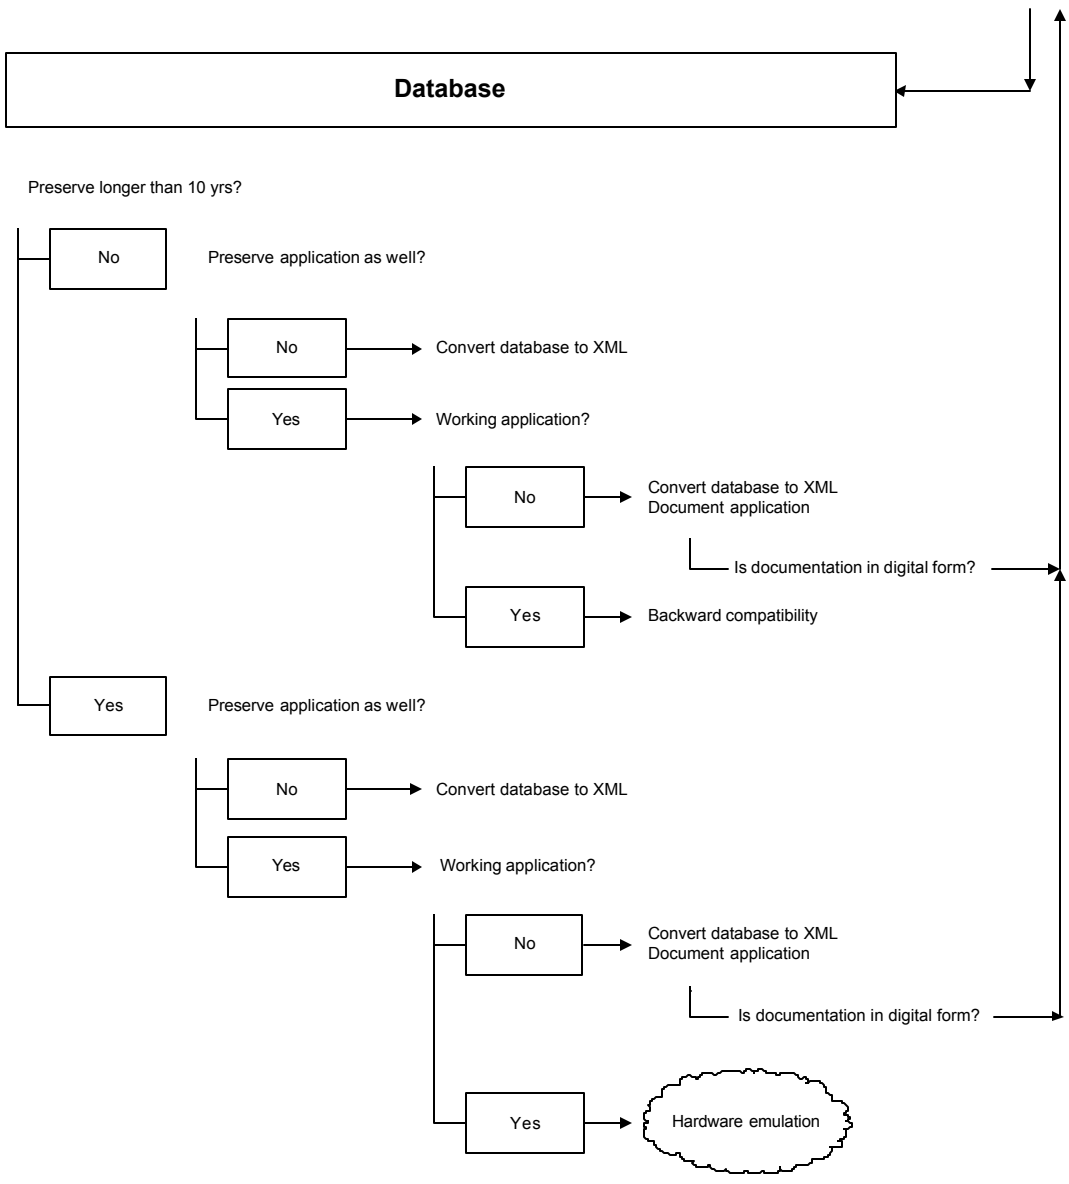 Database
Preserve longer than 10 yrs?
No
Preserve application as well?
No
Convert database to XML
Yes
Working application?
No
Convert database to XML
Document application
Is documentation in digital form?
Yes
Backward compatibility
Yes
Preserve application as well?
No
Convert database to XML
Yes
Working application?
No
Convert database to XML
Document application
Is documentation in digital form?
Yes
Hardware emulation